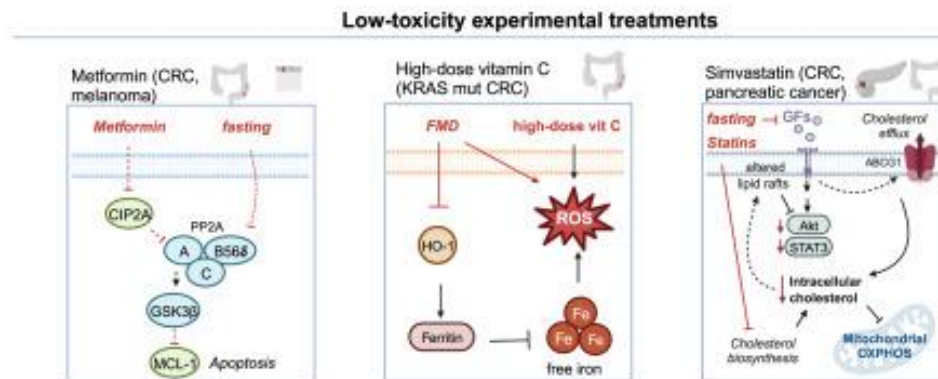 Low-toxicity experimental treatments
Metformin (CRC,
melanoma)
Metformin
fasting
CIP2A
PP2A
A
B56δ
C
GSK3β
MCL-1
Apoptosis
High-dose vitamin C
(KRAS mut CRC)
FMD
high-dose vit C
ROS
HO-1
Ferritin
Fe
Fe
Fe
free iron
Simvastatin (CRC,
pancreatic cancer)
fasting
GFs
Statins
Cholesterol
efflux
ABCG1
altered
lipid rafts
Akt
STAT3
Intracellular
cholesterol
Cholesterol
biosynthesis
Mitochondrial
OXPHOS